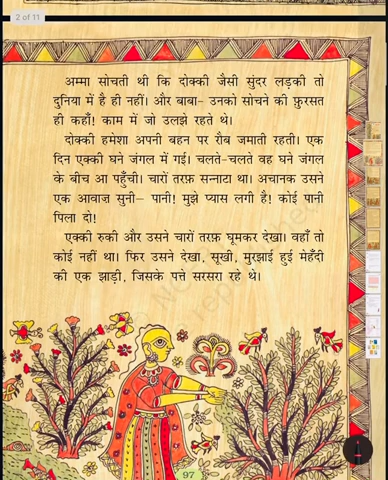 2 of 11
अम्मा सोचती थी कि दोक्की जैसी सुंदर लड़की तो
दुनिया में है ही नहीं। और बाबा– उनको सोचने की फ़ुरसत
ही कहाँ! काम में जो उलझे रहते थे।
दोक्की हमेशा अपनी बहन पर रौब जमाती रहती। एक
दिन एक्की घने जंगल में गई। चलते-चलते वह घने जंगल
के बीच आ पहुँची। चारों तरफ़ सन्नाटा था। अचानक उसने
एक आवाज़ सुनी– पानी! मुझे प्यास लगी है! कोई पानी
पिला दो!
एक्की रुकी और उसने चारों तरफ़ घूमकर देखा। वहाँ तो
कोई नहीं था। फिर उसने देखा, सूखी, मुरझाई हुई मेहँदी
की एक झाड़ी, जिसके पत्ते सरसरा रहे थे।
97